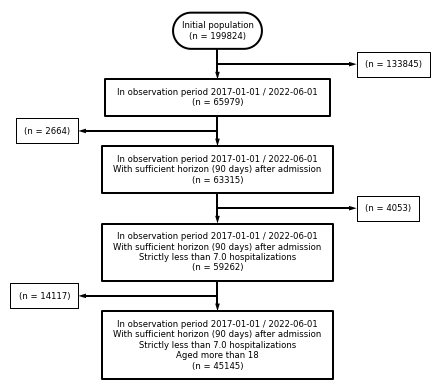 Initial population
(n = 199824)
(n = 133845)
In observation period 2017-01-01 / 2022-06-01
(n = 65979)
(n = 2664)
In observation period 2017-01-01 / 2022-06-01
With sufficient horizon (90 days) after admission
(n = 63315)
(n = 4053)
In observation period 2017-01-01 / 2022-06-01
With sufficient horizon (90 days) after admission
Strictly less than 7.0 hospitalizations
(n = 59262)
(n = 14117)
In observation period 2017-01-01 / 2022-06-01
With sufficient horizon (90 days) after admission
Strictly less than 7.0 hospitalizations
Aged more than 18
(n = 45145)